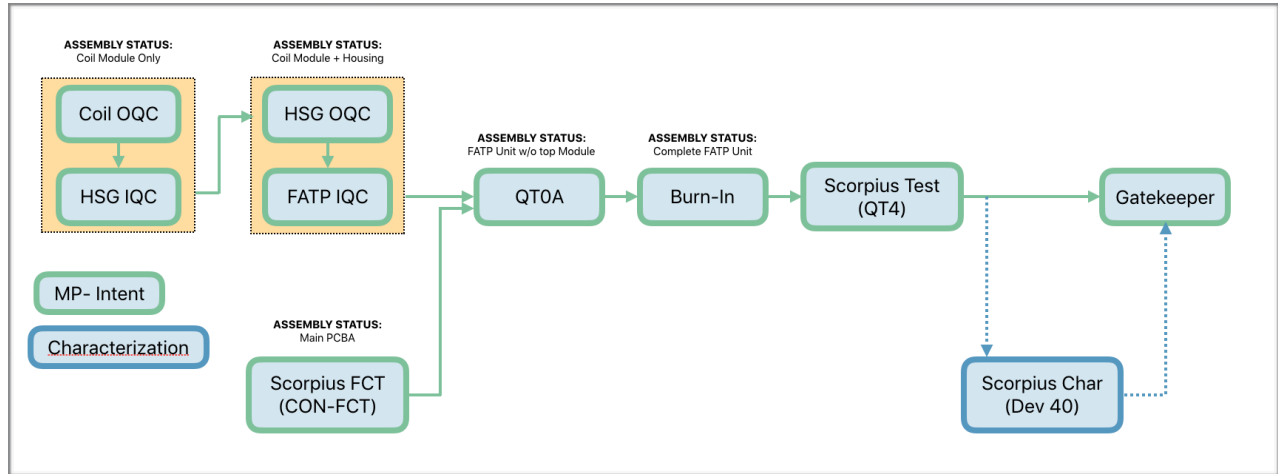 ASSEMBLY STATUS:
Coil Module Only
Coil OQC
HSG IQC
ASSEMBLY STATUS:
Coil Module + Housing
HSG OQC
FATP IQC
ASSEMBLY STATUS:
FATP Unit w/o top Module
QT0A
ASSEMBLY STATUS:
Complete FATP Unit
Burn-In
Scorpius Test
(QT4)
Gatekeeper
MP- Intent
Characterization
ASSEMBLY STATUS:
Main PCBA
Scorpius FCT
(CON-FCT)
Scorpius Char
(Dev 40)